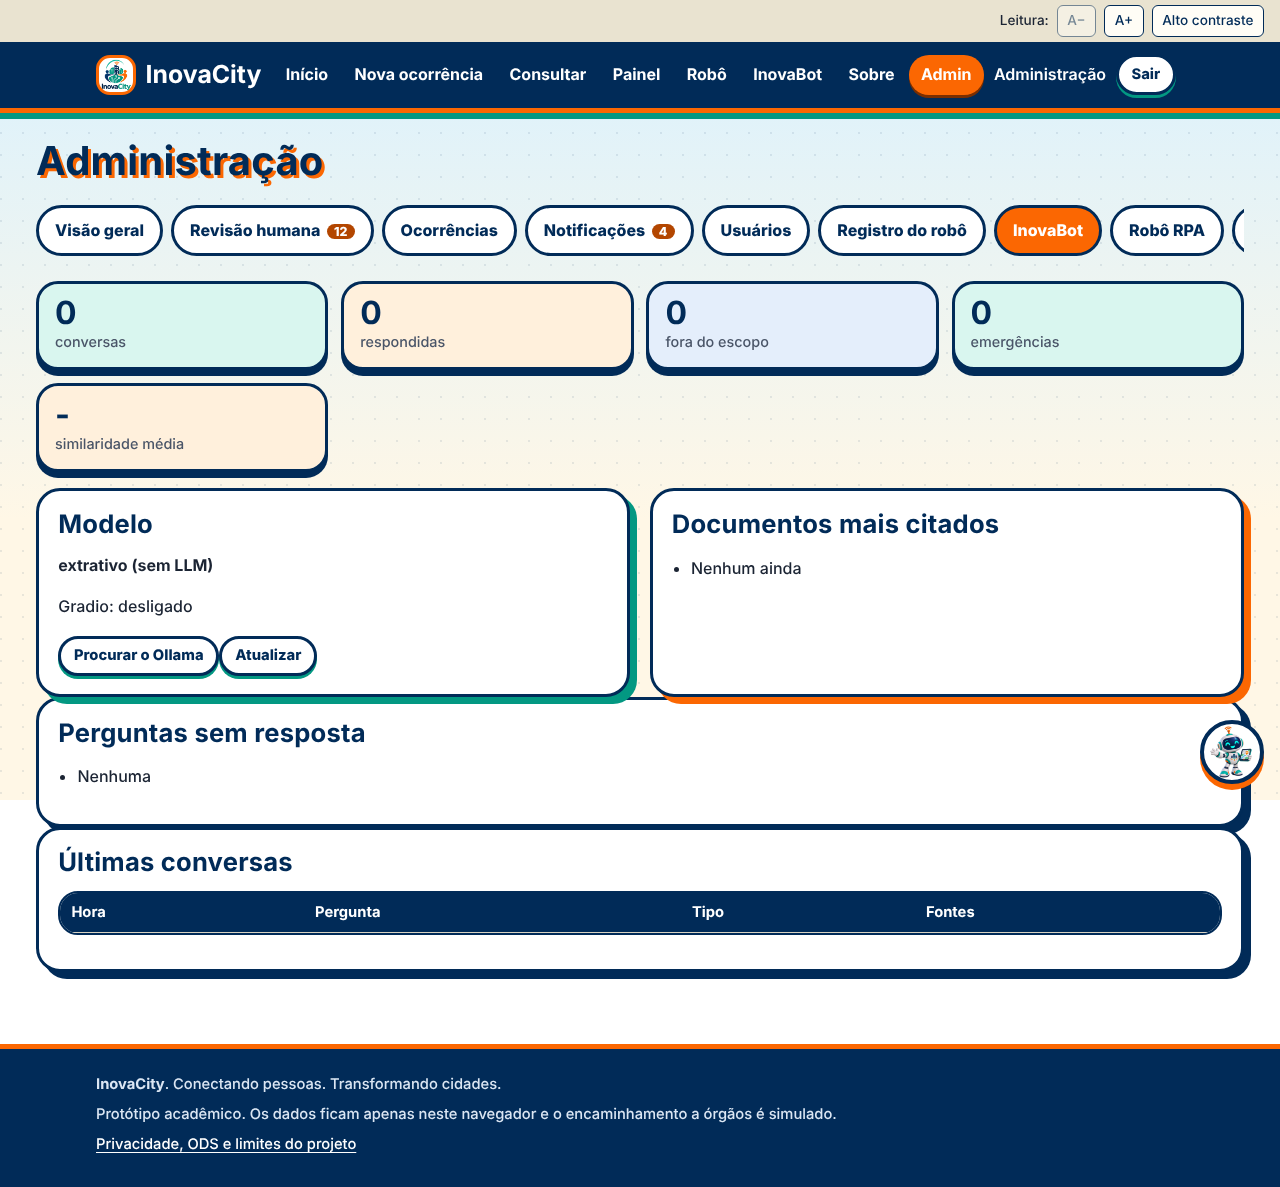 Leitura: A− A+ Alto contraste
InovaCity InovaCity Início Nova ocorrência Consultar Painel Robô InovaBot Sobre Admin Administração Sair
Administração
Visão geral Revisão humana 12 Ocorrências Notificações 4 Usuários Registro do robô InovaBot Robô RPA
0 0 0 0
conversas respondidas fora do escopo emergências
-
similaridade média
Modelo
extrativo (sem LLM)
Gradio: desligado
Procurar o Ollama Atualizar
Documentos mais citados
• Nenhum ainda
Perguntas sem resposta
• Nenhuma
Últimas conversas
Hora Pergunta Tipo Fontes
InovaCity. Conectando pessoas. Transformando cidades.
Protótipo acadêmico. Os dados ficam apenas neste navegador e o encaminhamento a órgãos é simulado.
Privacidade, ODS e limites do projeto